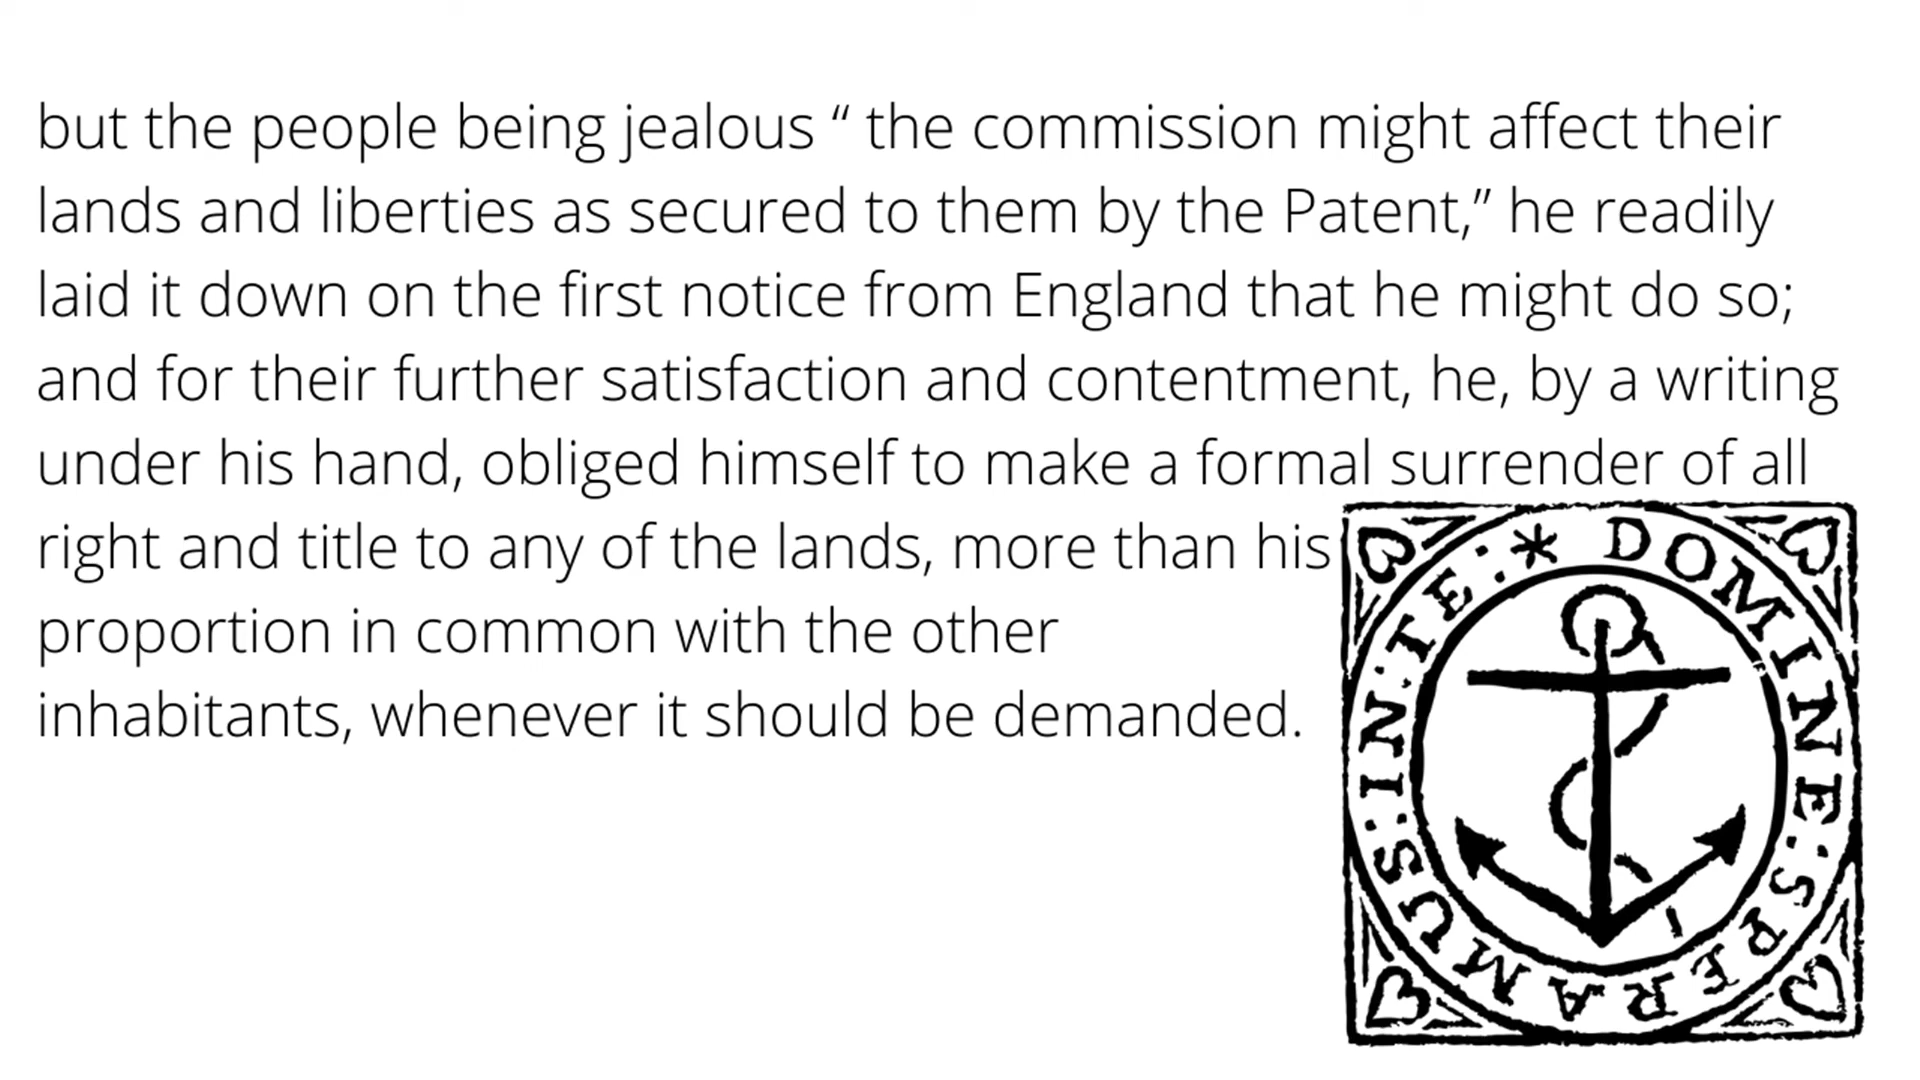 but the people being jealous “ the commission might affect their
lands and liberties as secured to them by the Patent,” he readily
laid it down on the first notice from England that he might do so;
and for their further satisfaction and contentment, he, by a writing
under his hand, obliged himself to make a formal surrender of all
right and title to any of the lands, more than his
proportion in common with the other
inhabitants, whenever it should be demanded.
* DOMINE : SPERAMUS : IN : TE :